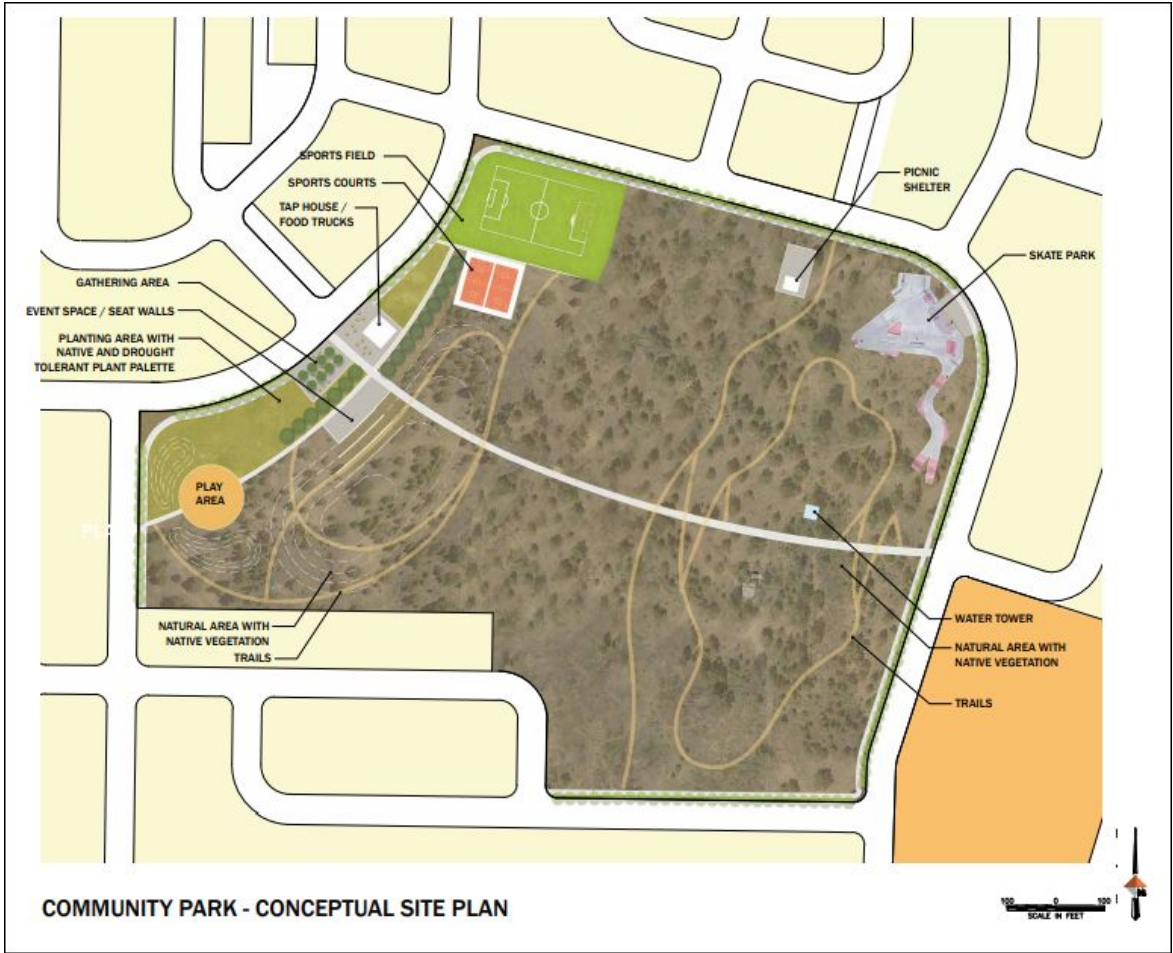 SPORTS FIELD
SPORTS COURTS
TAP HOUSE /
FOOD TRUCKS
GATHERING AREA
EVENT SPACE / SEAT WALLS
PLANTING AREA WITH
NATIVE AND DROUGHT
TOLERANT PLANT PALETTE
PICNIC
SHELTER
SKATE PARK
PLAY
AREA
NATURAL AREA WITH
NATIVE VEGETATION
TRAILS
WATER TOWER
NATURAL AREA WITH
NATIVE VEGETATION
TRAILS
COMMUNITY PARK - CONCEPTUAL SITE PLAN
100 0 100
SCALE IN FEET